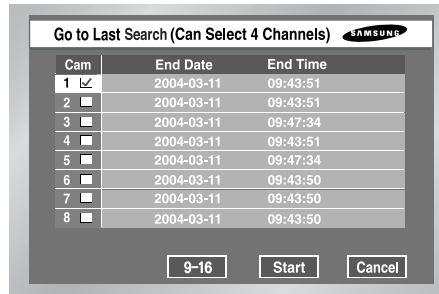 Go to Last Search (Can Select 4 Channels) SAMSUNG
Cam End Date End Time
1 2004-03-11 09:43:51
2 2004-03-11 09:43:51
3 2004-03-11 09:47:34
4 2004-03-11 09:43:51
5 2004-03-11 09:47:34
6 2004-03-11 09:43:50
7 2004-03-11 09:43:50
8 2004-03-11 09:43:50
9-16 Start Cancel